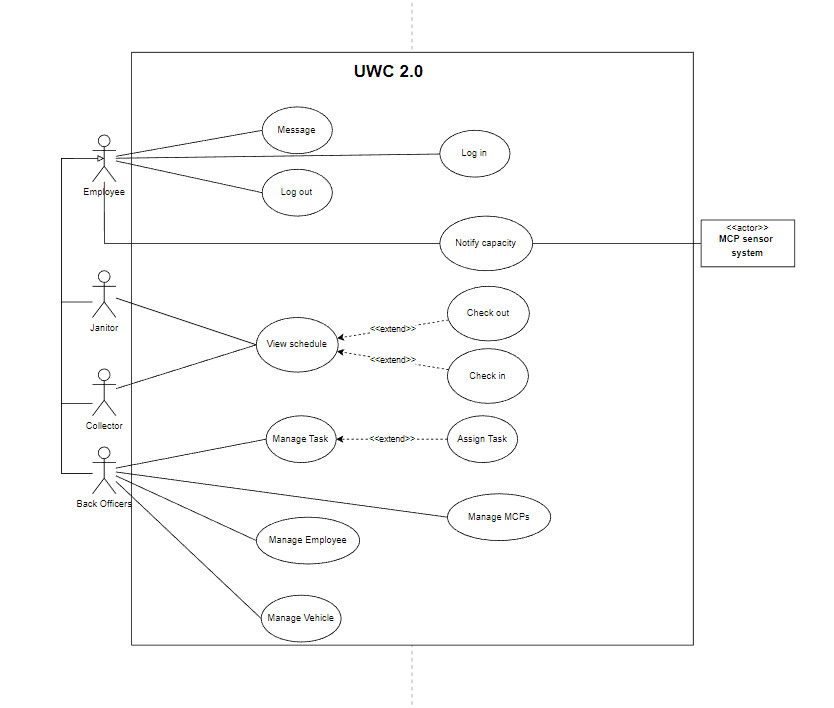 UWC 2.0
Message
Log in
Employee
Log out
<<actor>>
MCP sensor
system
Notify capacity
Janitor
Check out
<<extend>>
View schedule
<<extend>>
Check in
Collector
Manage Task
<<extend>>
Assign Task
Back Officers
Manage MCPs
Manage Employee
Manage Vehicle